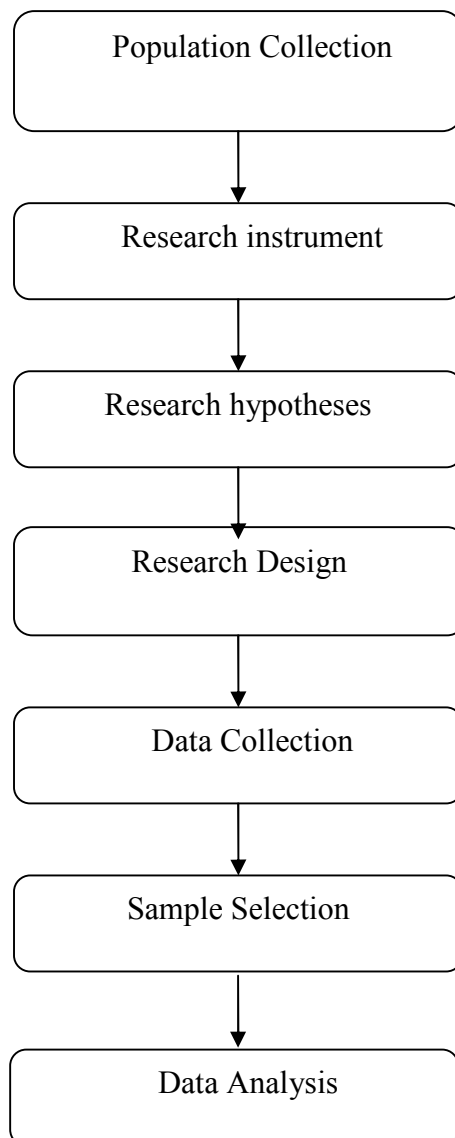 Population Collection
Research instrument
Research hypotheses
Research Design
Data Collection
Sample Selection
Data Analysis